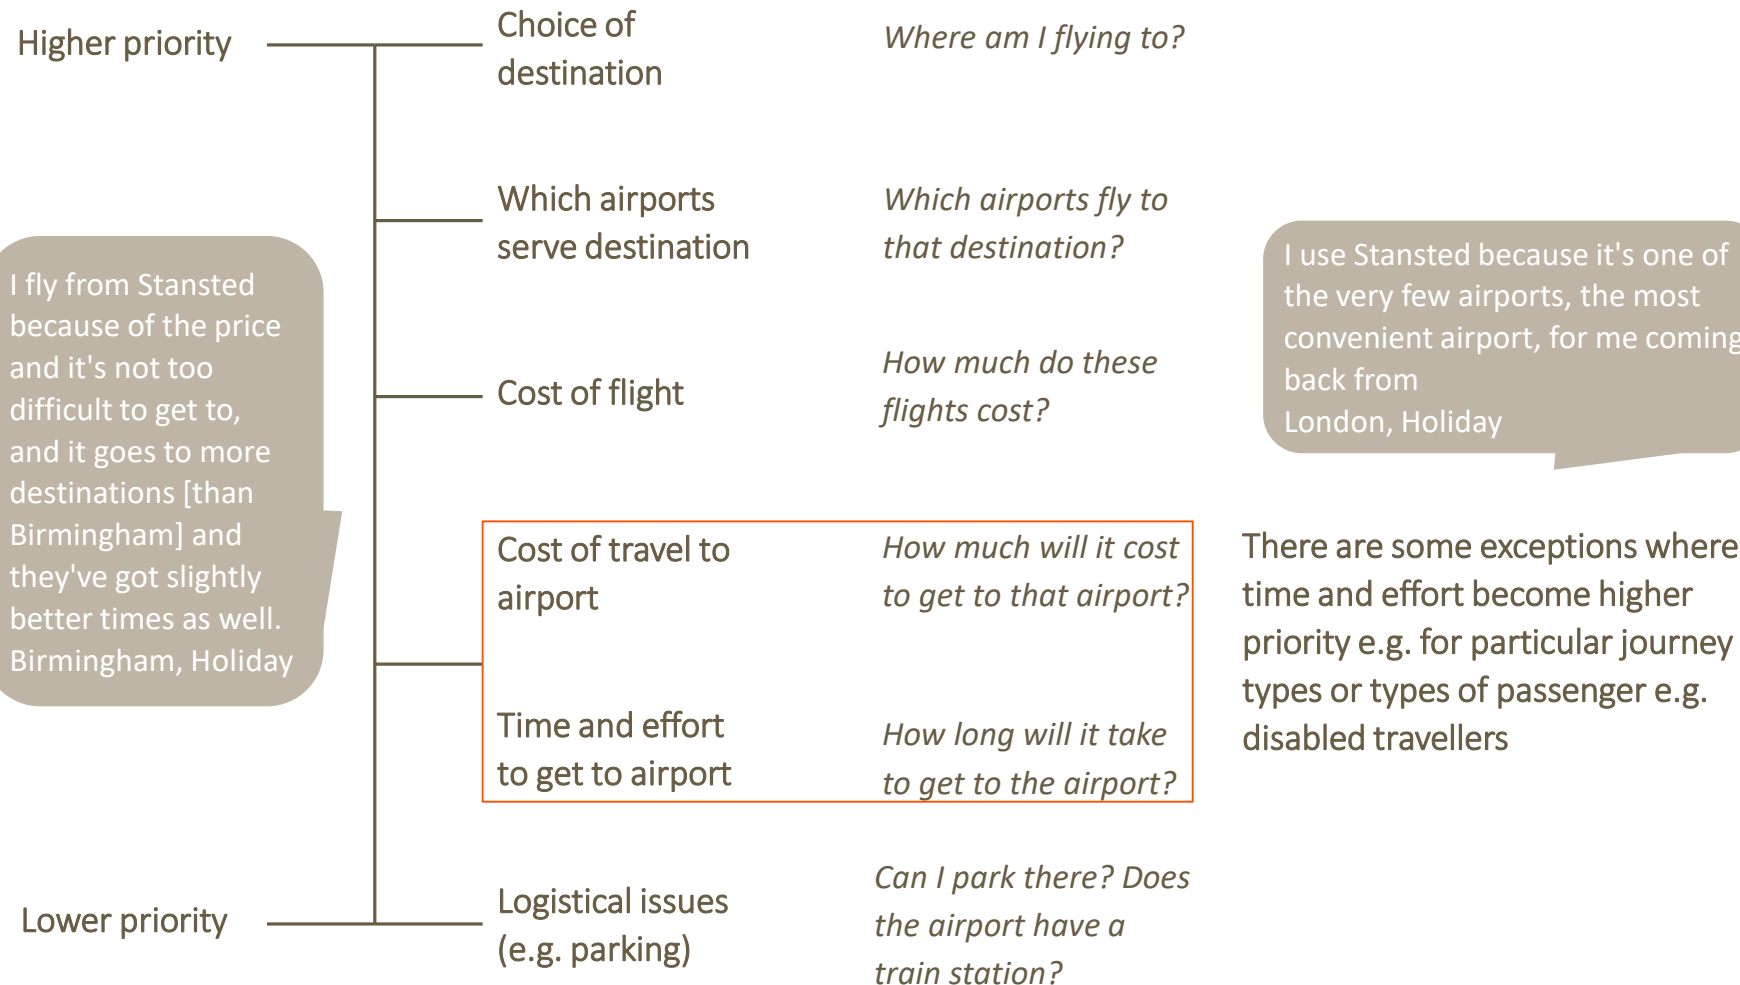 Higher priority
Choice of
destination
Where am I flying to?
Which airports
serve destination
Which airports fly to
that destination?
I fly from Stansted
because of the price
and it's not too
difficult to get to,
and it goes to more
destinations [than
Birmingham] and
they've got slightly
better times as well.
Birmingham, Holiday
I use Stansted because it's one of
the very few airports, the most
convenient airport, for me coming
back from
London, Holiday
Cost of flight
How much do these
flights cost?
Cost of travel to
airport
How much will it cost
to get to that airport?
Time and effort
to get to airport
How long will it take
to get to the airport?
There are some exceptions where
time and effort become higher
priority e.g. for particular journey
types or types of passenger e.g.
disabled travellers
Lower priority
Logistical issues
(e.g. parking)
Can I park there? Does
the airport have a
train station?